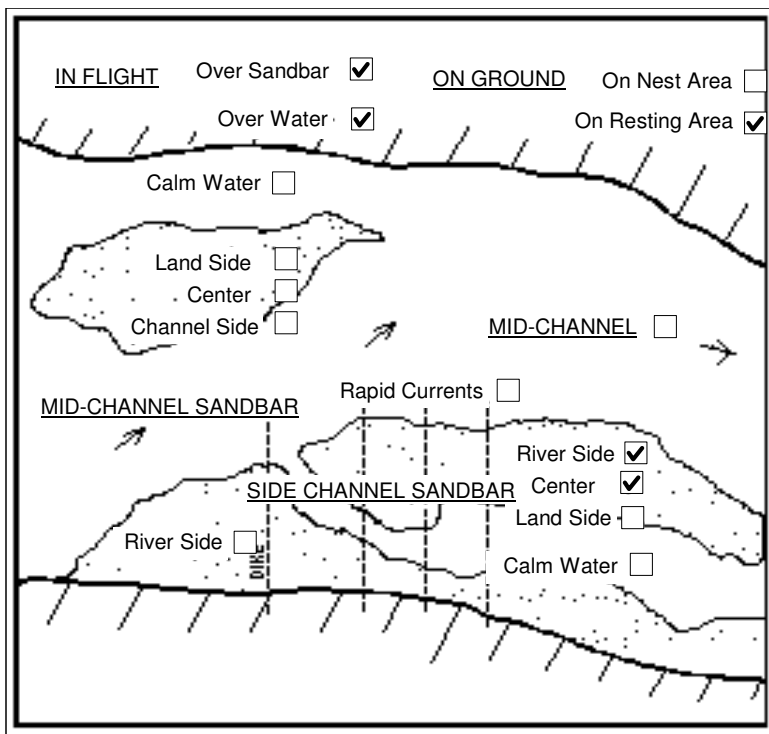 IN FLIGHT Over Sandbar ON GROUND On Nest Area
Over Water On Resting Area
Calm Water
Land Side
Center
Channel Side
MID-CHANNEL
Rapid Currents
MID-CHANNEL SANDBAR
River Side
SIDE CHANNEL SANDBAR Center
Land Side
River Side
DIKE
Calm Water